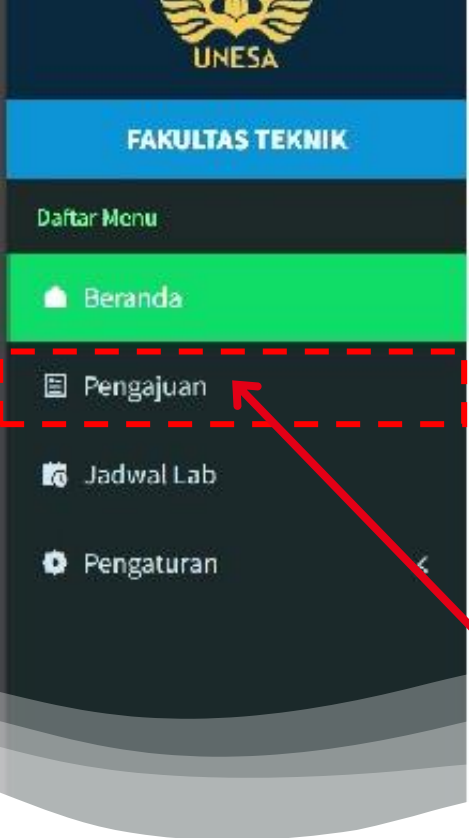 UNESA
FAKULTAS TEKNIK
Daftar Menu
Beranda
Pengajuan
Jadwal Lab
Pengaturan